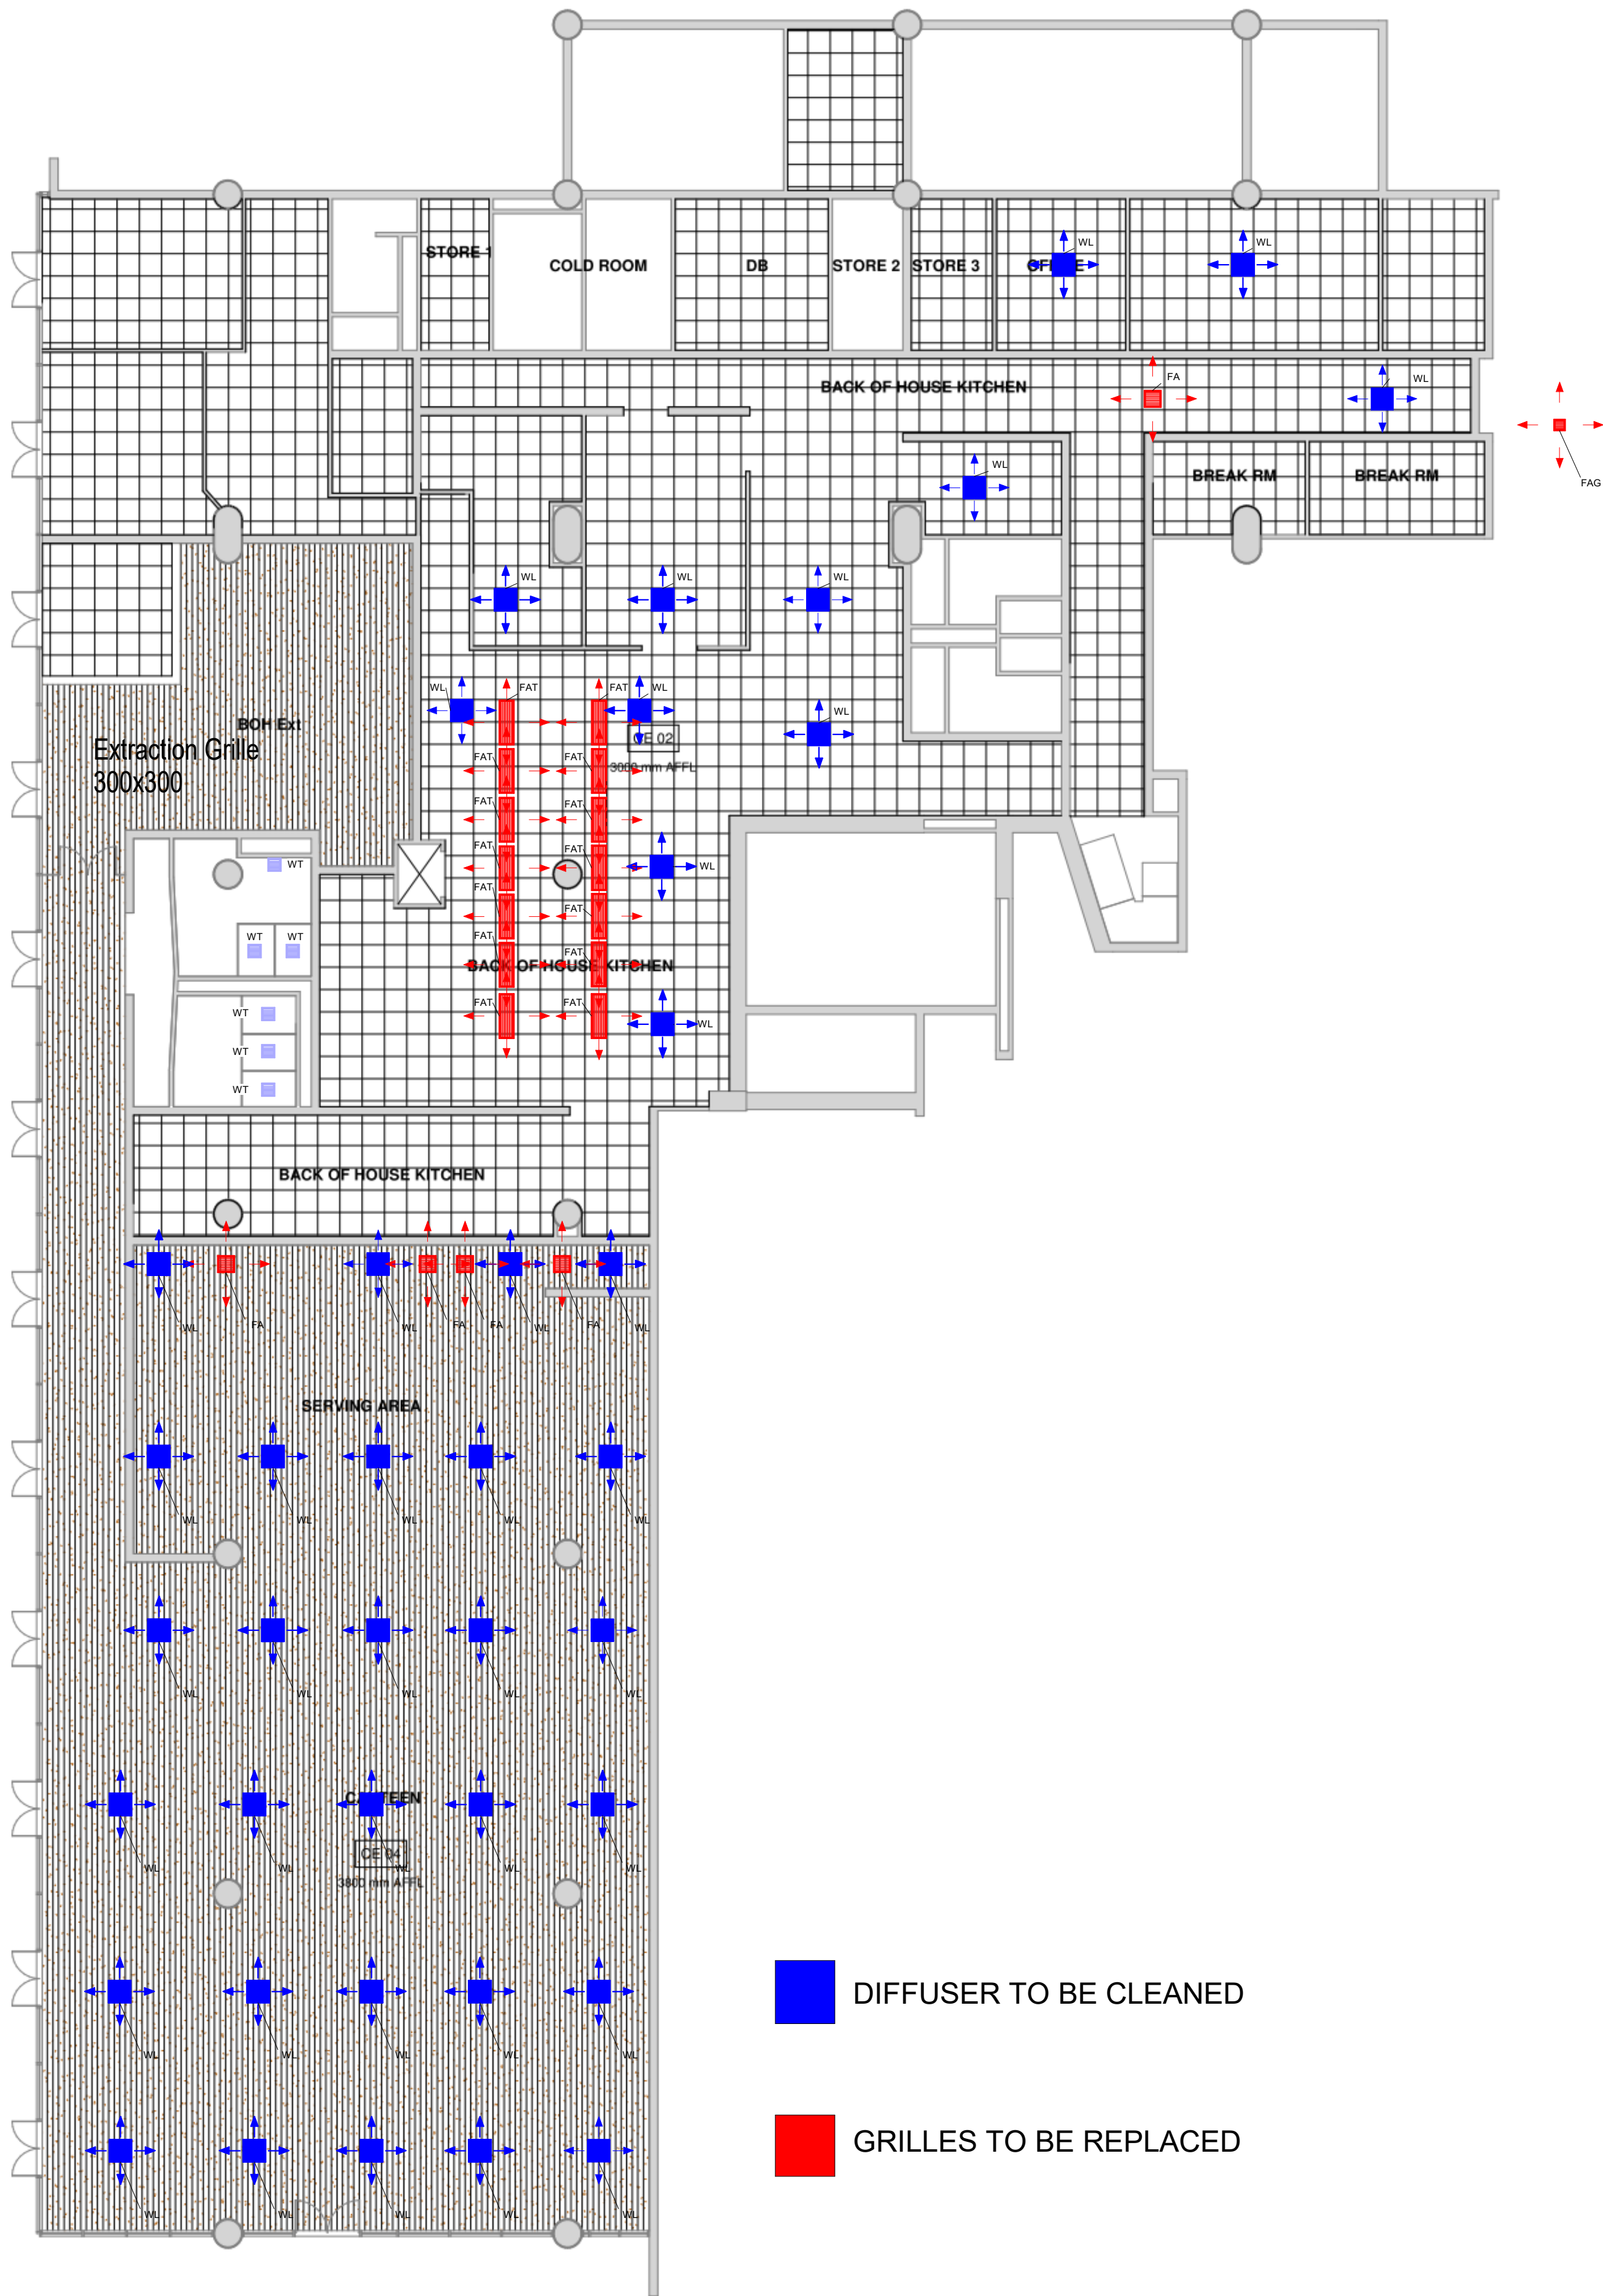 WL
WL
STORE 1
COLD ROOM
DB
STORE 2
STORE 3
OFFICE
FA
WL
BACK OF HOUSE KITCHEN
WL
BREAK RM
BREAK RM
FAG
WL
WL
WL
WL
FAT
FAT
WL
WL
BOH Ext
CE 02
Extraction Grille
300x300
FAT
FAT
3000 mm AFFL
FAT
FAT
FAT
FAT
WT
WL
FAT
FAT
WT
WT
FAT
FAT
BACK OF HOUSE KITCHEN
FAT
FAT
WT
WL
WT
WT
BACK OF HOUSE KITCHEN
WL
FA
WL
FA
FA
WL
FA
WL
SERVING AREA
WL
WL
WL
WL
WL
WL
WL
WL
WL
WL
CANTEEN
CE 04
WL
WL
WL
WL
WL
3800 mm AFFL
DIFFUSER TO BE CLEANED
WL
WL
WL
WL
WL
GRILLES TO BE REPLACED
WL
WL
WL
WL
WL